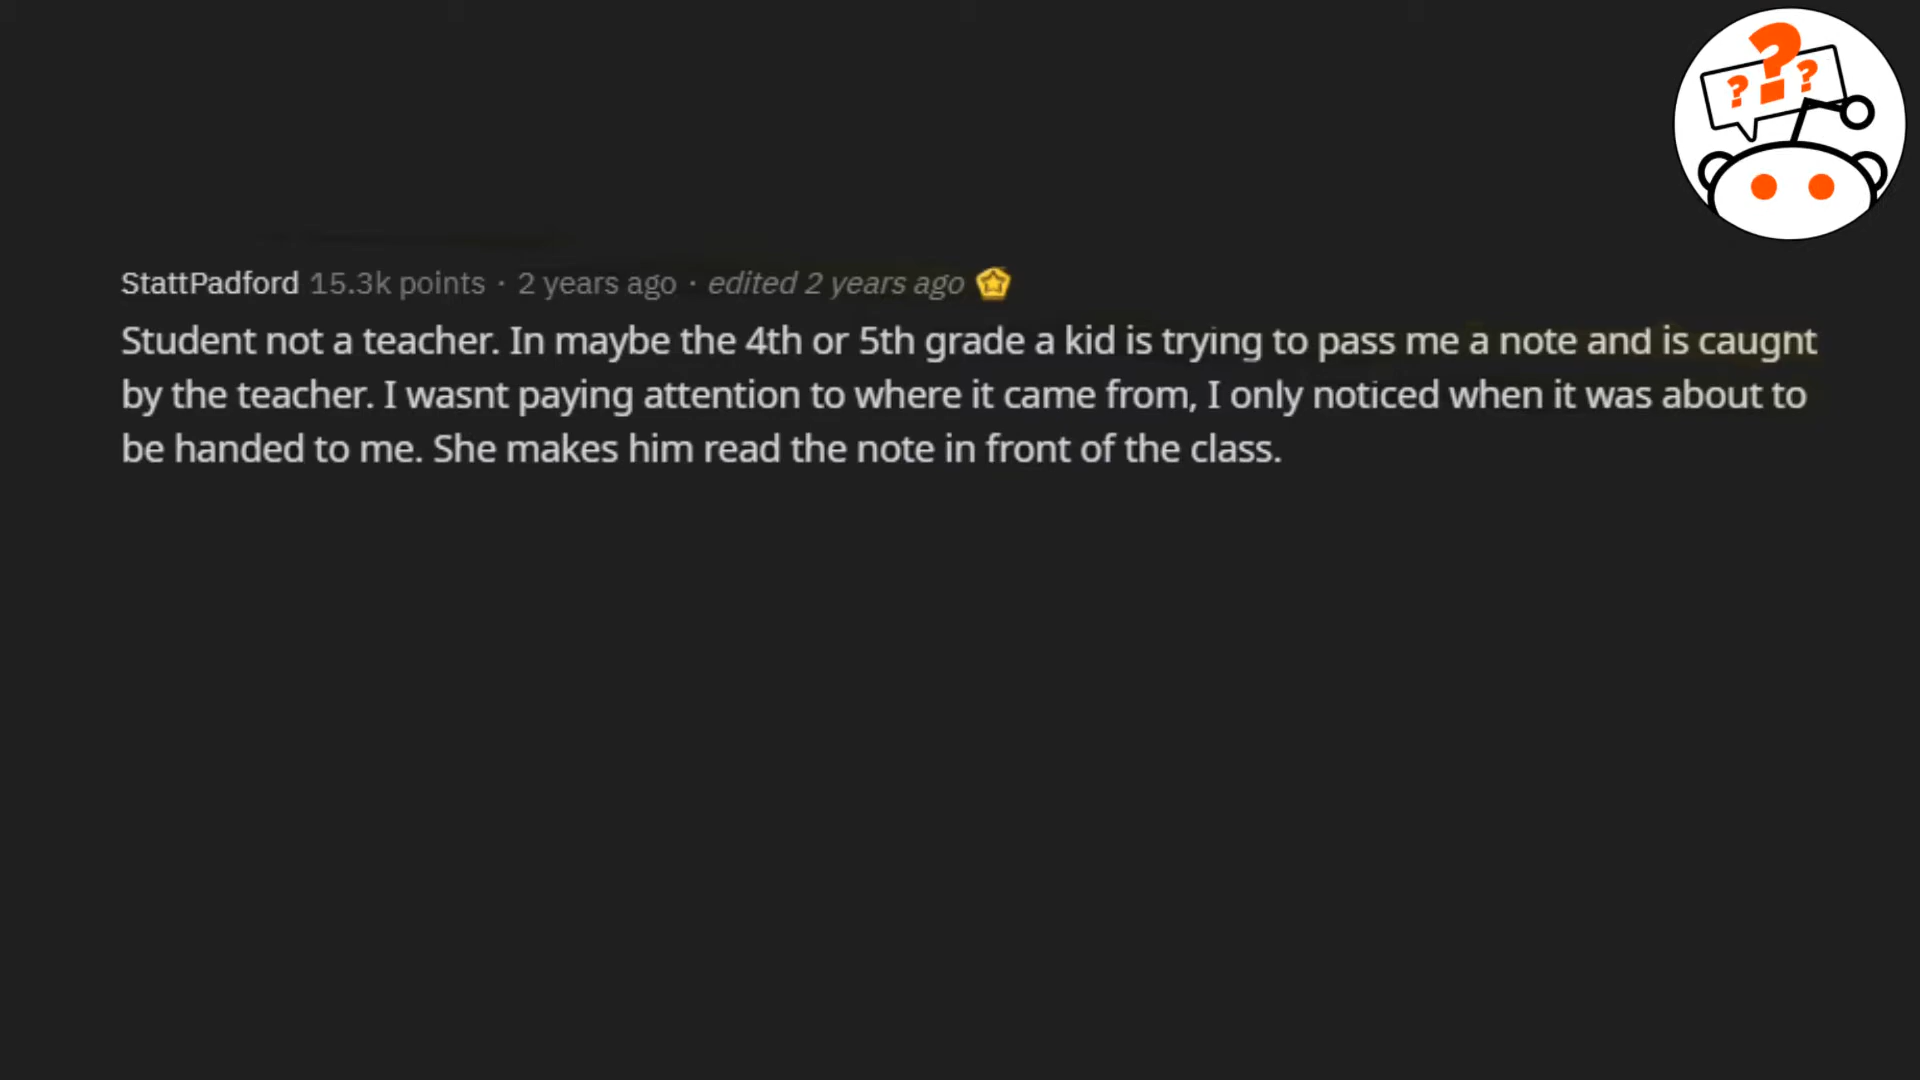 ? ? ?
StattPadford 15.3k points · 2 years ago · edited 2 years ago
Student not a teacher. In maybe the 4th or 5th grade a kid is trying to pass me a note and is caught
by the teacher. I wasnt paying attention to where it came from, I only noticed when it was about to
be handed to me. She makes him read the note in front of the class.